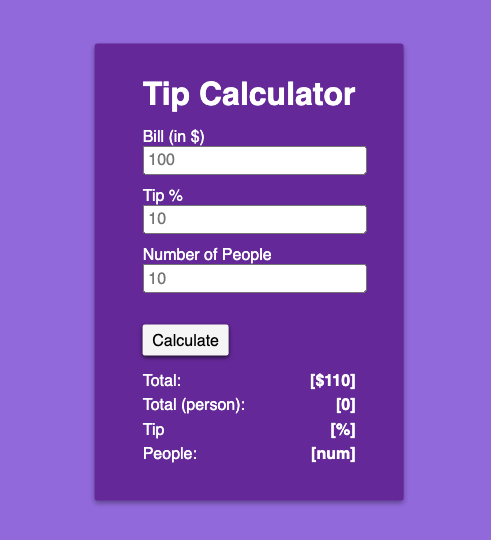 Tip Calculator
Bill (in $)
100
Tip %
10
Number of People
10
Calculate
Total: [$110]
Total (person): [0]
Tip [%]
People: [num]